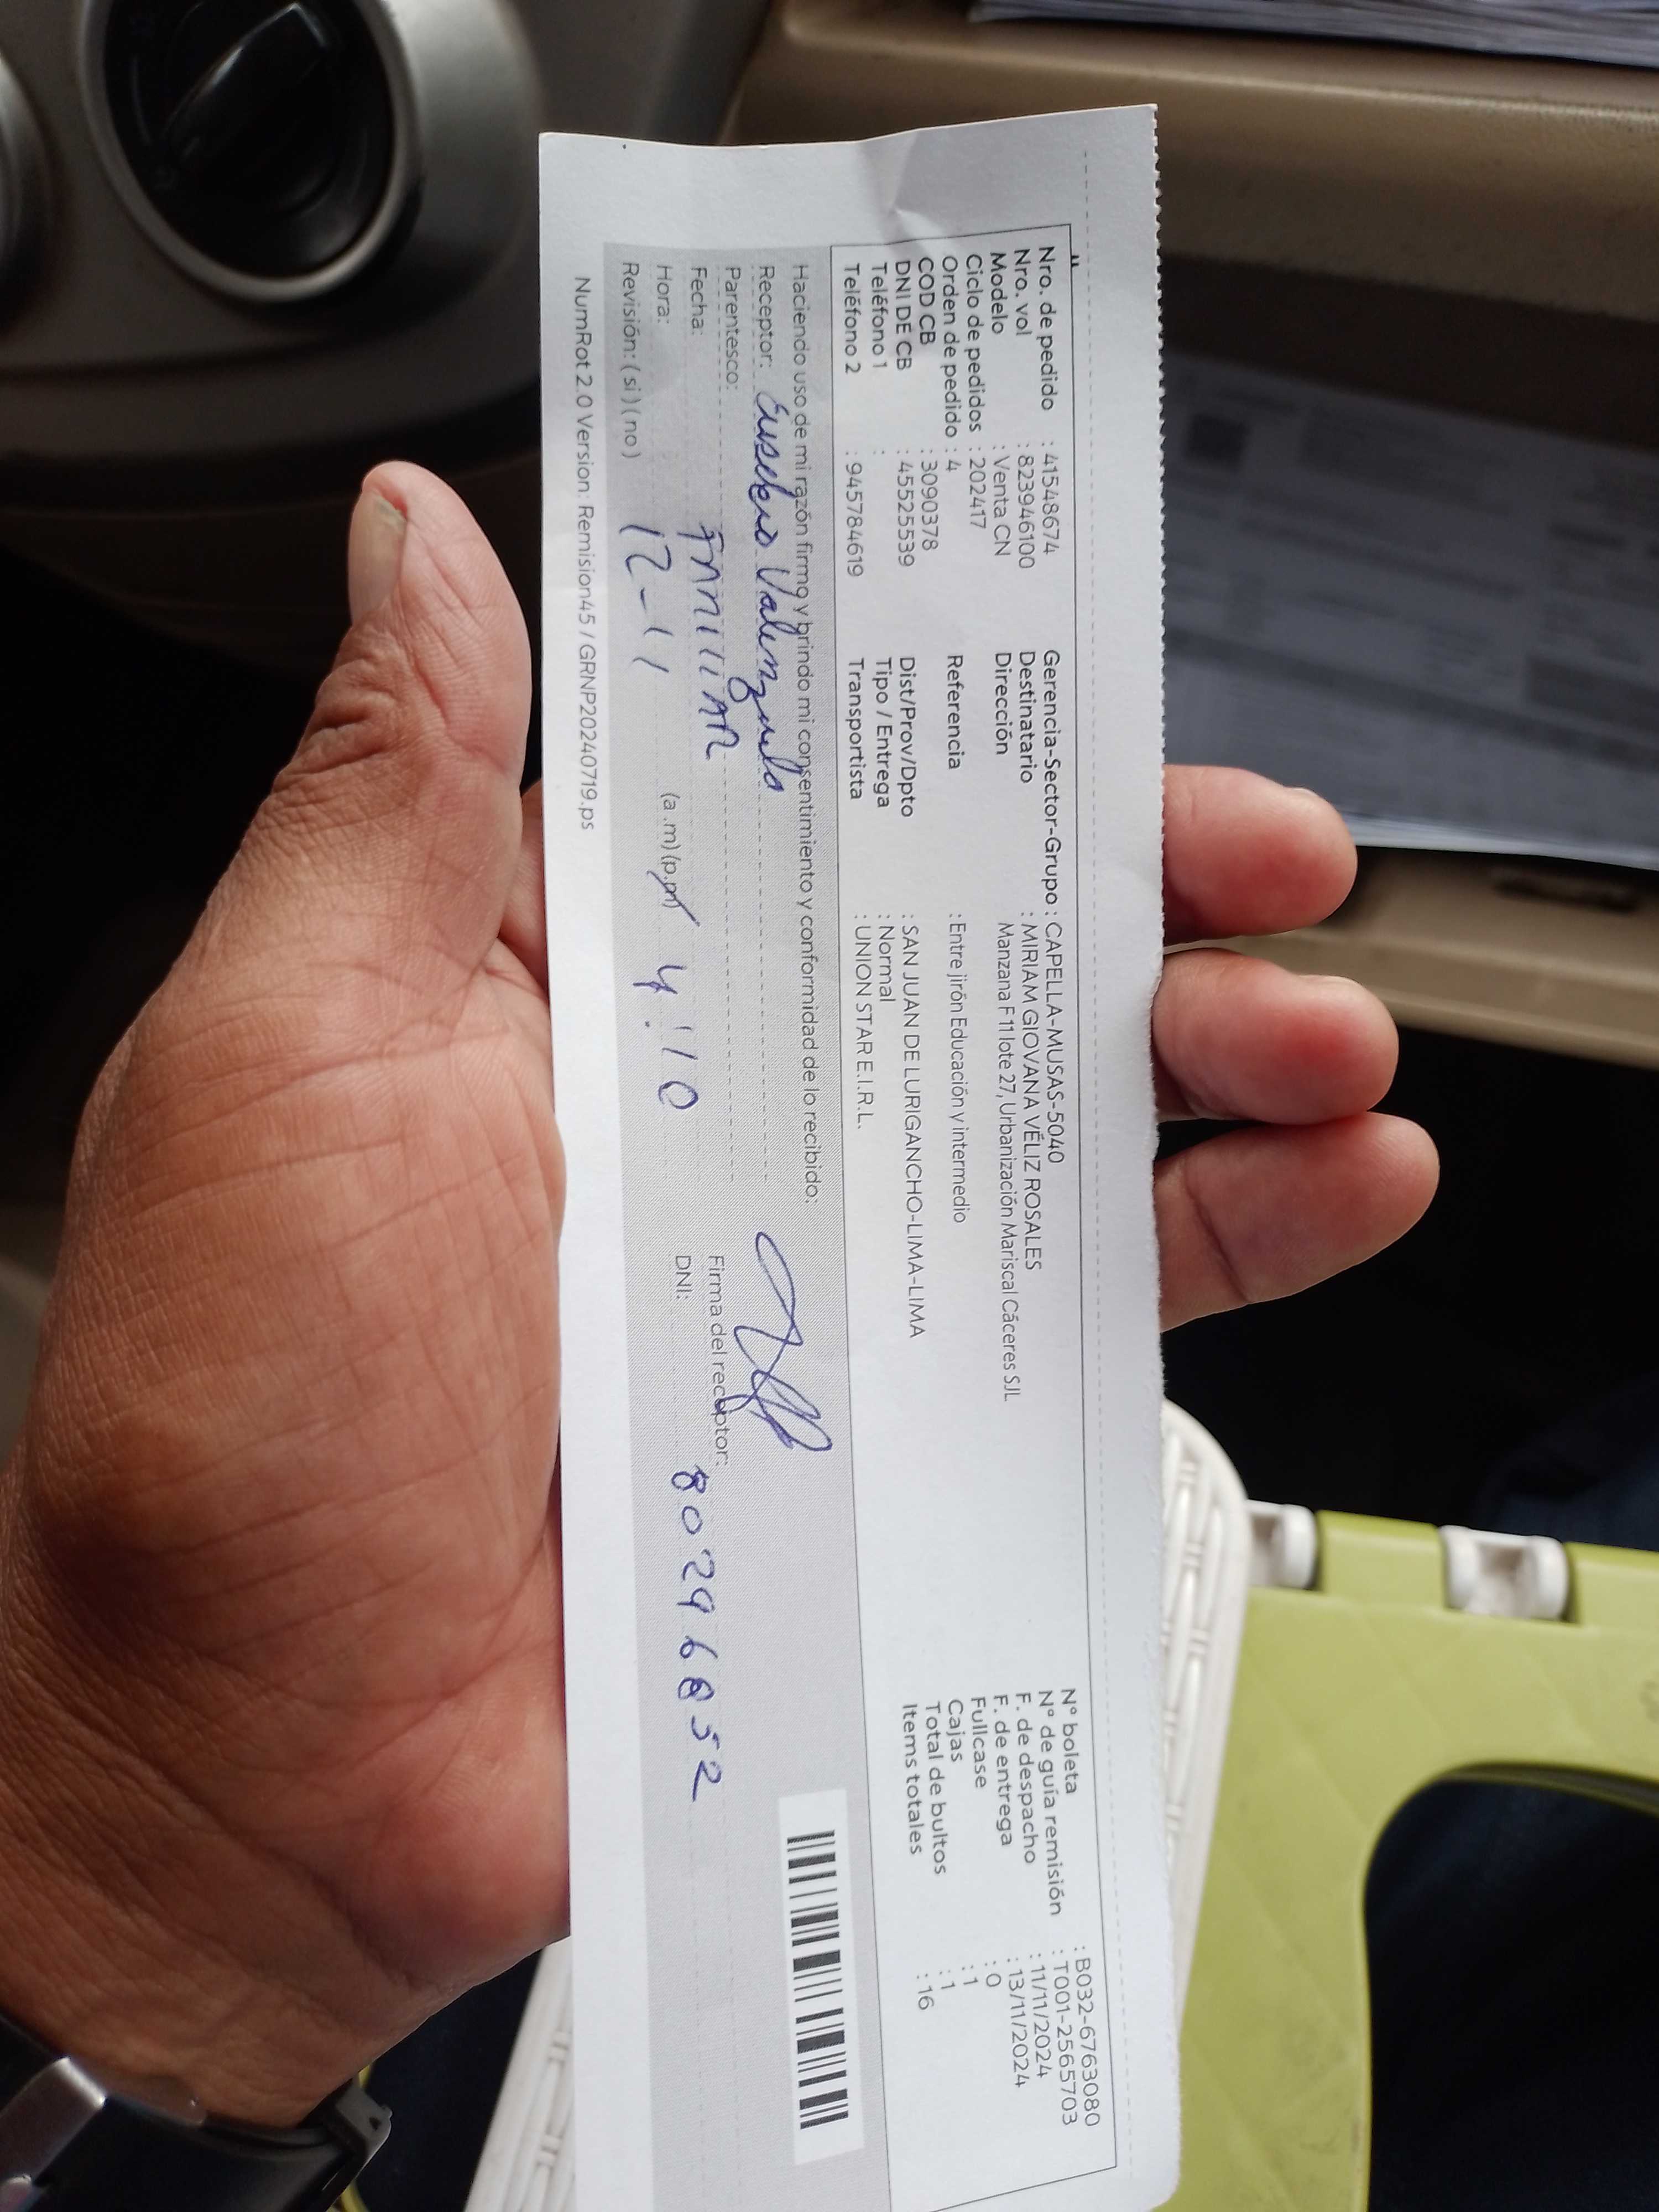 Nro. de pedido : 41548674
Nro. vol : 823946100
Modelo : Venta CN
Ciclo de pedidos : 202417
Orden de pedido : 4
COD CB : 3090378
DNI DE CB : 45525539
Teléfono 1 :
Teléfono 2 : 945784619
Gerencia-Sector-Grupo : CAPELLA-MUSAS-5040
Destinatario : MIRIAM GIOVANA VÉLIZ ROSALES
Dirección Manzana F 11 lote 27, Urbanización Mariscal Cáceres SJL
Referencia : Entre jirón Educación y intermedio
Dist/Prov/Dpto : SAN JUAN DE LURIGANCHO-LIMA-LIMA
Tipo / Entrega : Normal
Transportista : UNION STAR E.I.R.L.
N° boleta : B032-6763080
N° de guía remisión : T001-2565703
F. de despacho : 11/11/2024
F. de entrega : 13/11/2024
Fullcase : 0
Cajas : 1
Total de bultos : 1
Items totales : 16
Haciendo uso de mi razón firmo y brindo mi consentimiento y conformidad de lo recibido:
Receptor: Eusebio Valenzuela
Parentesco: FAMILIAR
Fecha: 12-11
Hora: (a .m) (p.m) 4:10
Revisión: ( si ) ( no )
Firma del receptor:
DNI: 80296852
NumRot 2.0 Version: Remision45 / GRNP20240719.ps